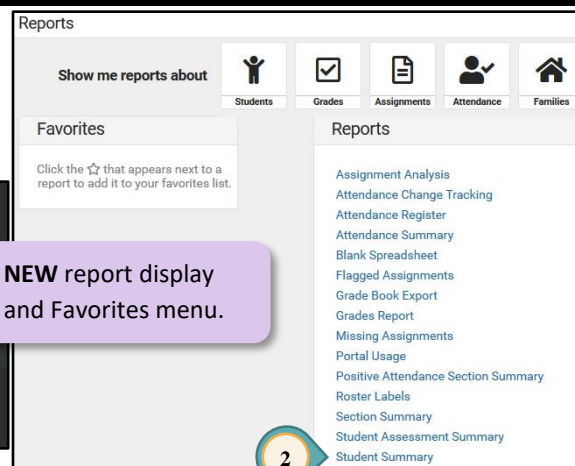 Reports
Show me reports about
Students
Grades
Assignments
Attendance
Families
Favorites
Click the ☆ that appears next to a
report to add it to your favorites list.
NEW report display
and Favorites menu.
Reports
Assignment Analysis
Attendance Change Tracking
Attendance Register
Attendance Summary
Blank Spreadsheet
Flagged Assignments
Grade Book Export
Grades Report
Missing Assignments
Portal Usage
Positive Attendance Section Summary
Roster Labels
Section Summary
Student Assessment Summary
2
Student Summary